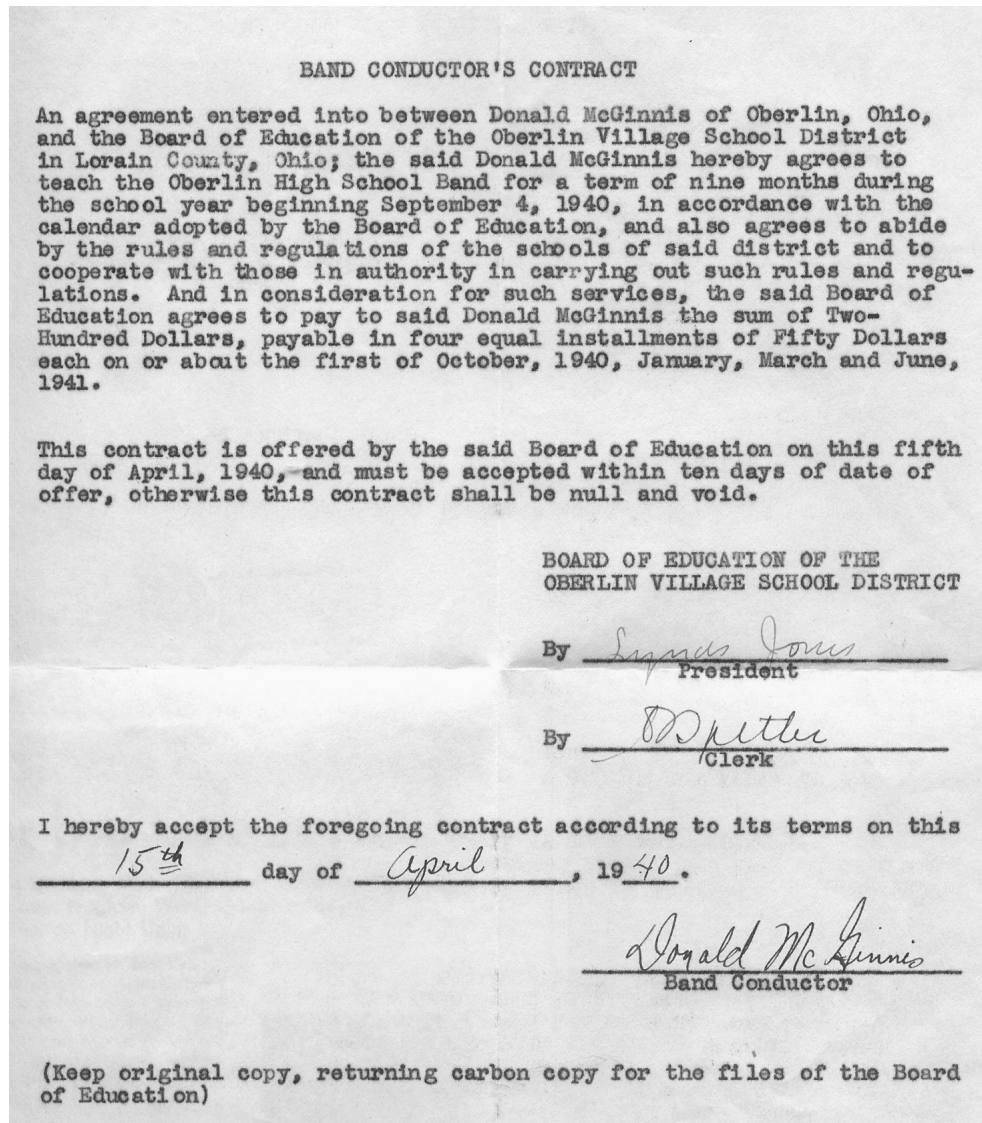 BAND CONDUCTOR'S CONTRACT
An agreement entered into between Donald McGinnis of Oberlin, Ohio,
and the Board of Education of the Oberlin Village School District
in Lorain County, Ohio; the said Donald McGinnis hereby agrees to
teach the Oberlin High School Band for a term of nine months during
the school year beginning September 4, 1940, in accordance with the
calendar adopted by the Board of Education, and also agrees to abide
by the rules and regulations of the schools of said district and to
cooperate with those in authority in carrying out such rules and regu-
lations. And in consideration for such services, the said Board of
Education agrees to pay to said Donald McGinnis the sum of Two-
Hundred Dollars, payable in four equal installments of Fifty Dollars
each on or about the first of October, 1940, January, March and June,
1941.
This contract is offered by the said Board of Education on this fifth
day of April, 1940, and must be accepted within ten days of date of
offer, otherwise this contract shall be null and void.
BOARD OF EDUCATION OF THE
OBERLIN VILLAGE SCHOOL DISTRICT
By Lynds Jones
President
By
Clerk
I hereby accept the foregoing contract according to its terms on this
15th day of April, 1940.
Donald McGinnis
Band Conductor
(Keep original copy, returning carbon copy for the files of the Board
of Education)